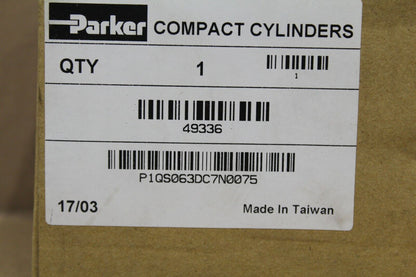 Parker COMPACT CYLINDERS
QTY 1
1
49336
P1QS063DC7N0075
17/03 Made In Taiwan